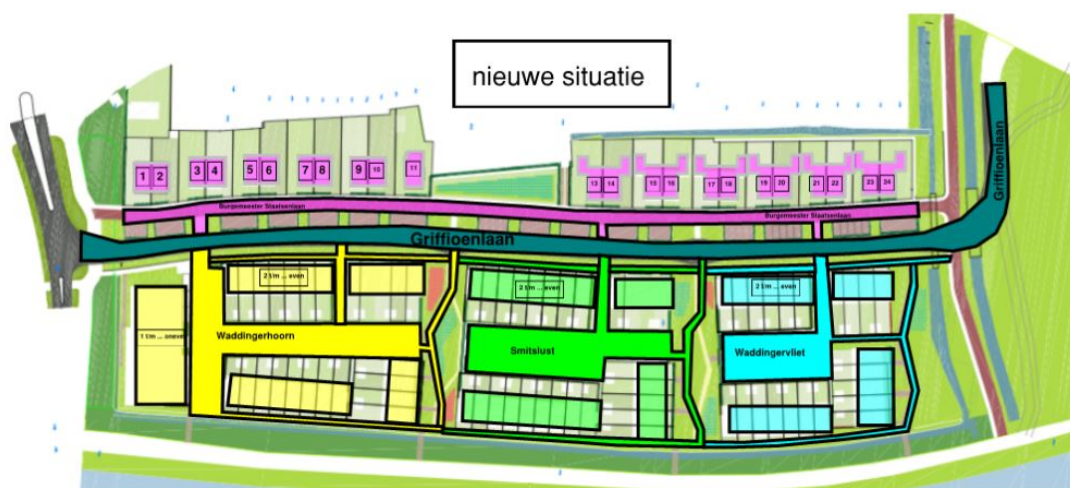 nieuwe situatie
1 2
3 4
5 6
7 8
9 10
11
13 14
15 16
17 18
19 20
21 22
23 24
Burgemeester Staatsenlaan
Burgemeester Staatsenlaan
Griffioenlaan
Griffioenlaan
2 t/m ... even
2 t/m ... even
2 t/m ... even
1 t/m ... oneven
Waddingerhoorn
Smitslust
Waddingervliet